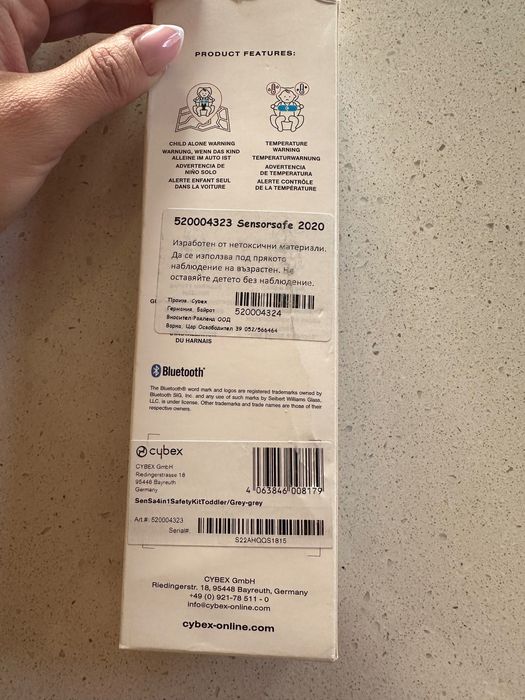 PRODUCT FEATURES:
CHILD ALONE WARNING
WARNUNG, WENN DAS KIND
ALLEINE IM AUTO IST
ADVERTENCIA DE
NIÑO SOLO
ALERTE ENFANT SEUL
DANS LA VOITURE
TEMPERATURE
WARNING
TEMPERATURWARNUNG
ADVERTENCIA
DE TEMPERATURA
ALERTE CONTRÔLE
DE LA TEMPÉRATURE
520004323 Sensorsafe 2020
Изработен от нетоксични материали.
Да се използва под прякото
наблюдение на възрастен. Не
оставяйте детето без наблюдение.
Произв. :Cybex
Германия, Байрот
Вносител:Рояленд ООД
Варна, Цар Освободител 39 052/566464
520004324
DU HARNAIS
Bluetooth®
The Bluetooth® word mark and logos are registered trademarks owned by
Bluetooth SIG, Inc. and any use of such marks by Seibert Williams Glass,
LLC. is under license. Other trademarks and trade names are those of their
respective owners.
cybex
CYBEX GmbH
Riedingerstrasse 18
95448 Bayreuth
Germany
4 063846 008179
SenSa4in1SafetyKitToddler/Grey-grey
Art.#: 520004323
Serial#:
S22AHQQS1815
CYBEX GmbH
Riedingerstr. 18, 95448 Bayreuth, Germany
+49 (0) 921-78 511 - 0
info@cybex-online.com
cybex-online.com